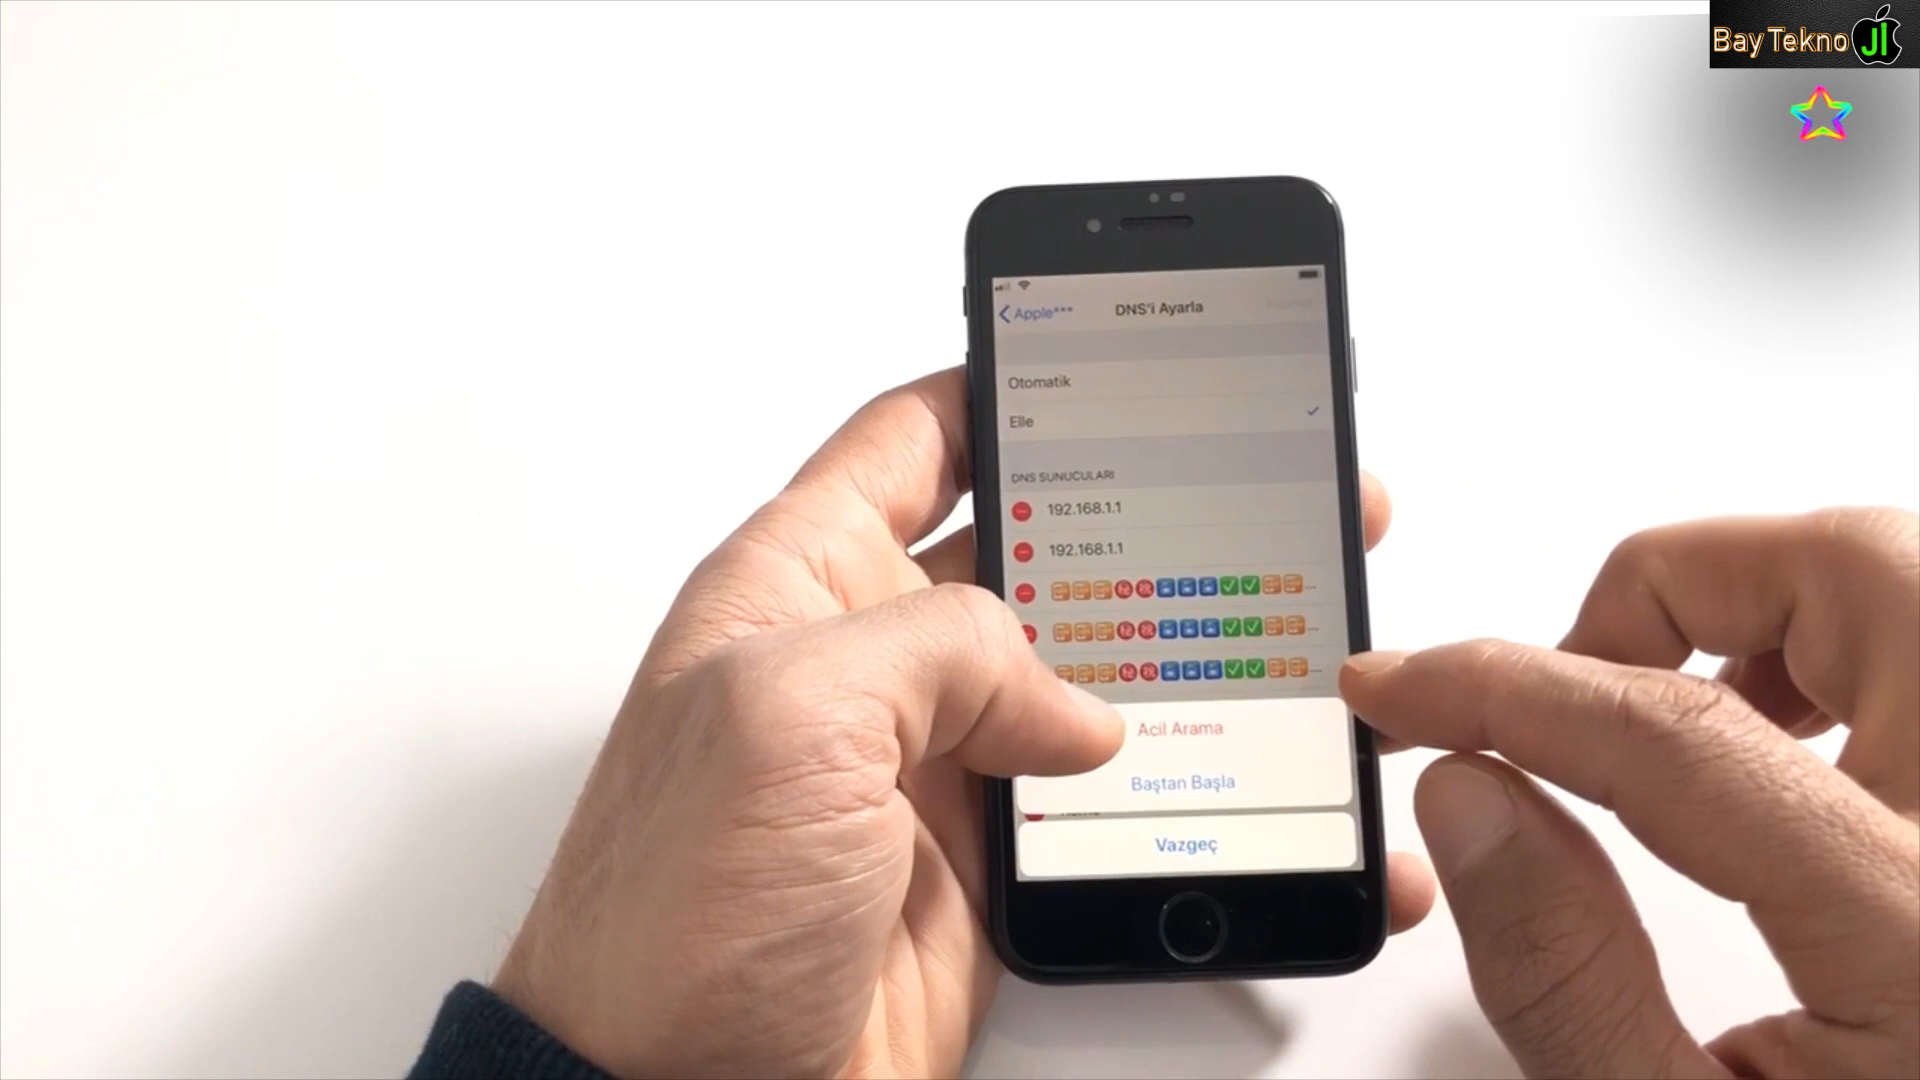 Bay Tekno Jİ
Apple***
DNS'i Ayarla
Otomatik
Elle
DNS SUNUCULARI
192.168.1.1
192.168.1.1
Acil Arama
Baştan Başla
Vazgeç